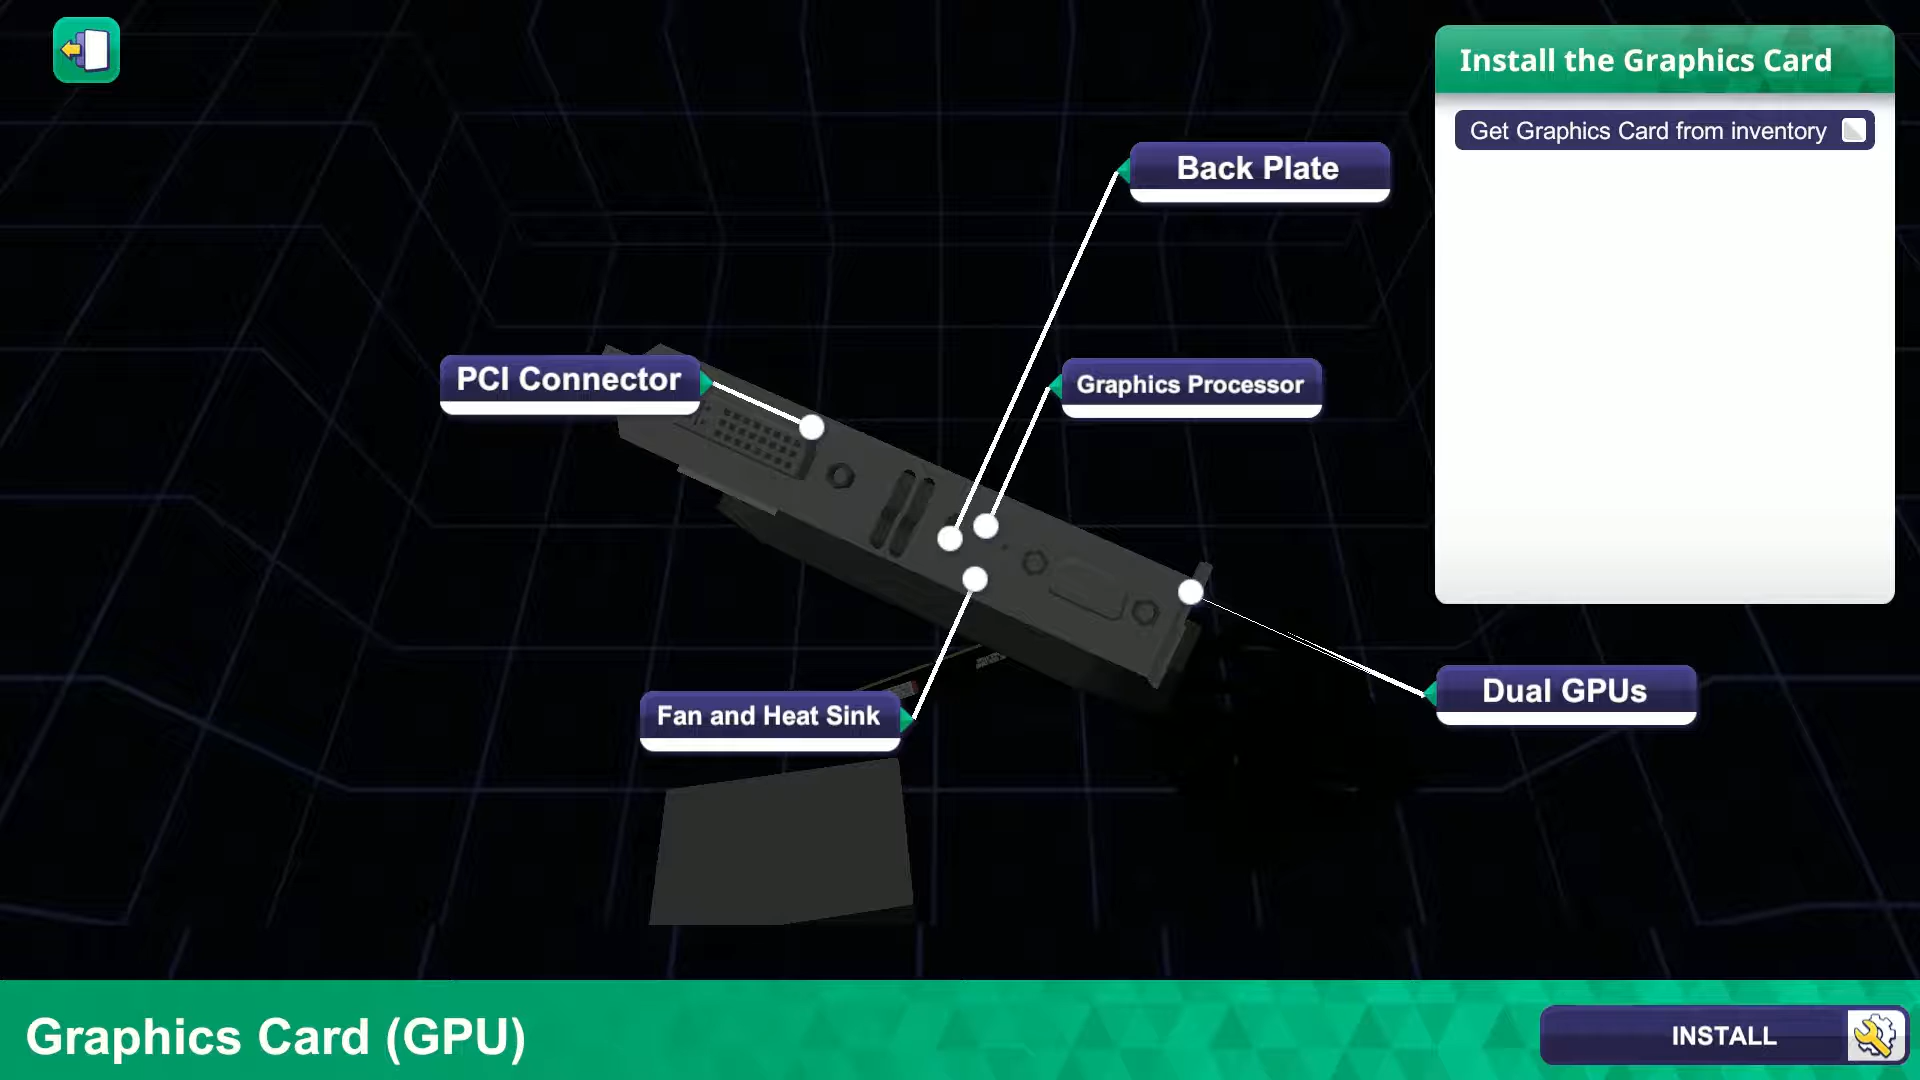 Install the Graphics Card
Get Graphics Card from inventory
Back Plate
PCI Connector
Graphics Processor
Dual GPUs
Fan and Heat Sink
Graphics Card (GPU)
INSTALL